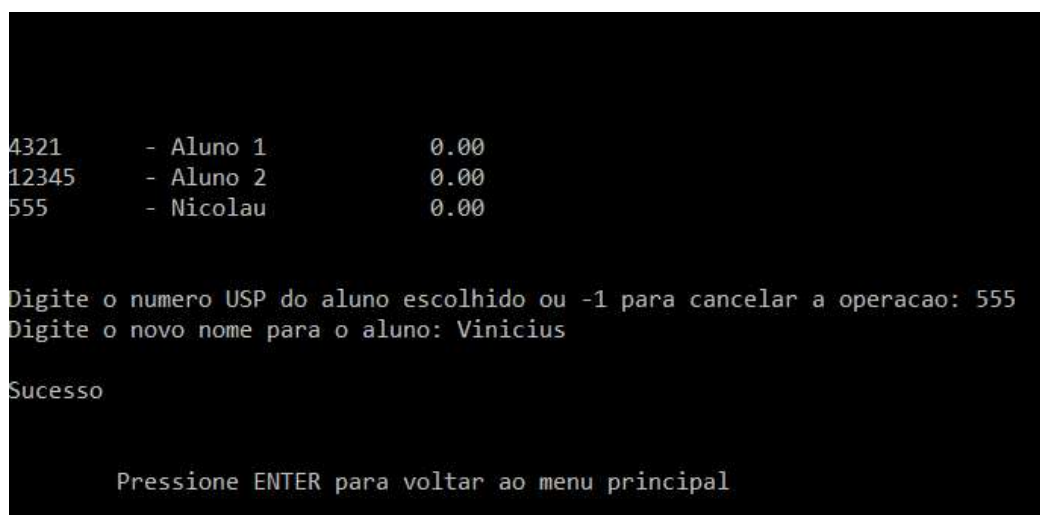 4321 - Aluno 1 0.00
12345 - Aluno 2 0.00
555 - Nicolau 0.00
Digite o numero USP do aluno escolhido ou -1 para cancelar a operacao: 555
Digite o novo nome para o aluno: Vinicius
Sucesso
Pressione ENTER para voltar ao menu principal